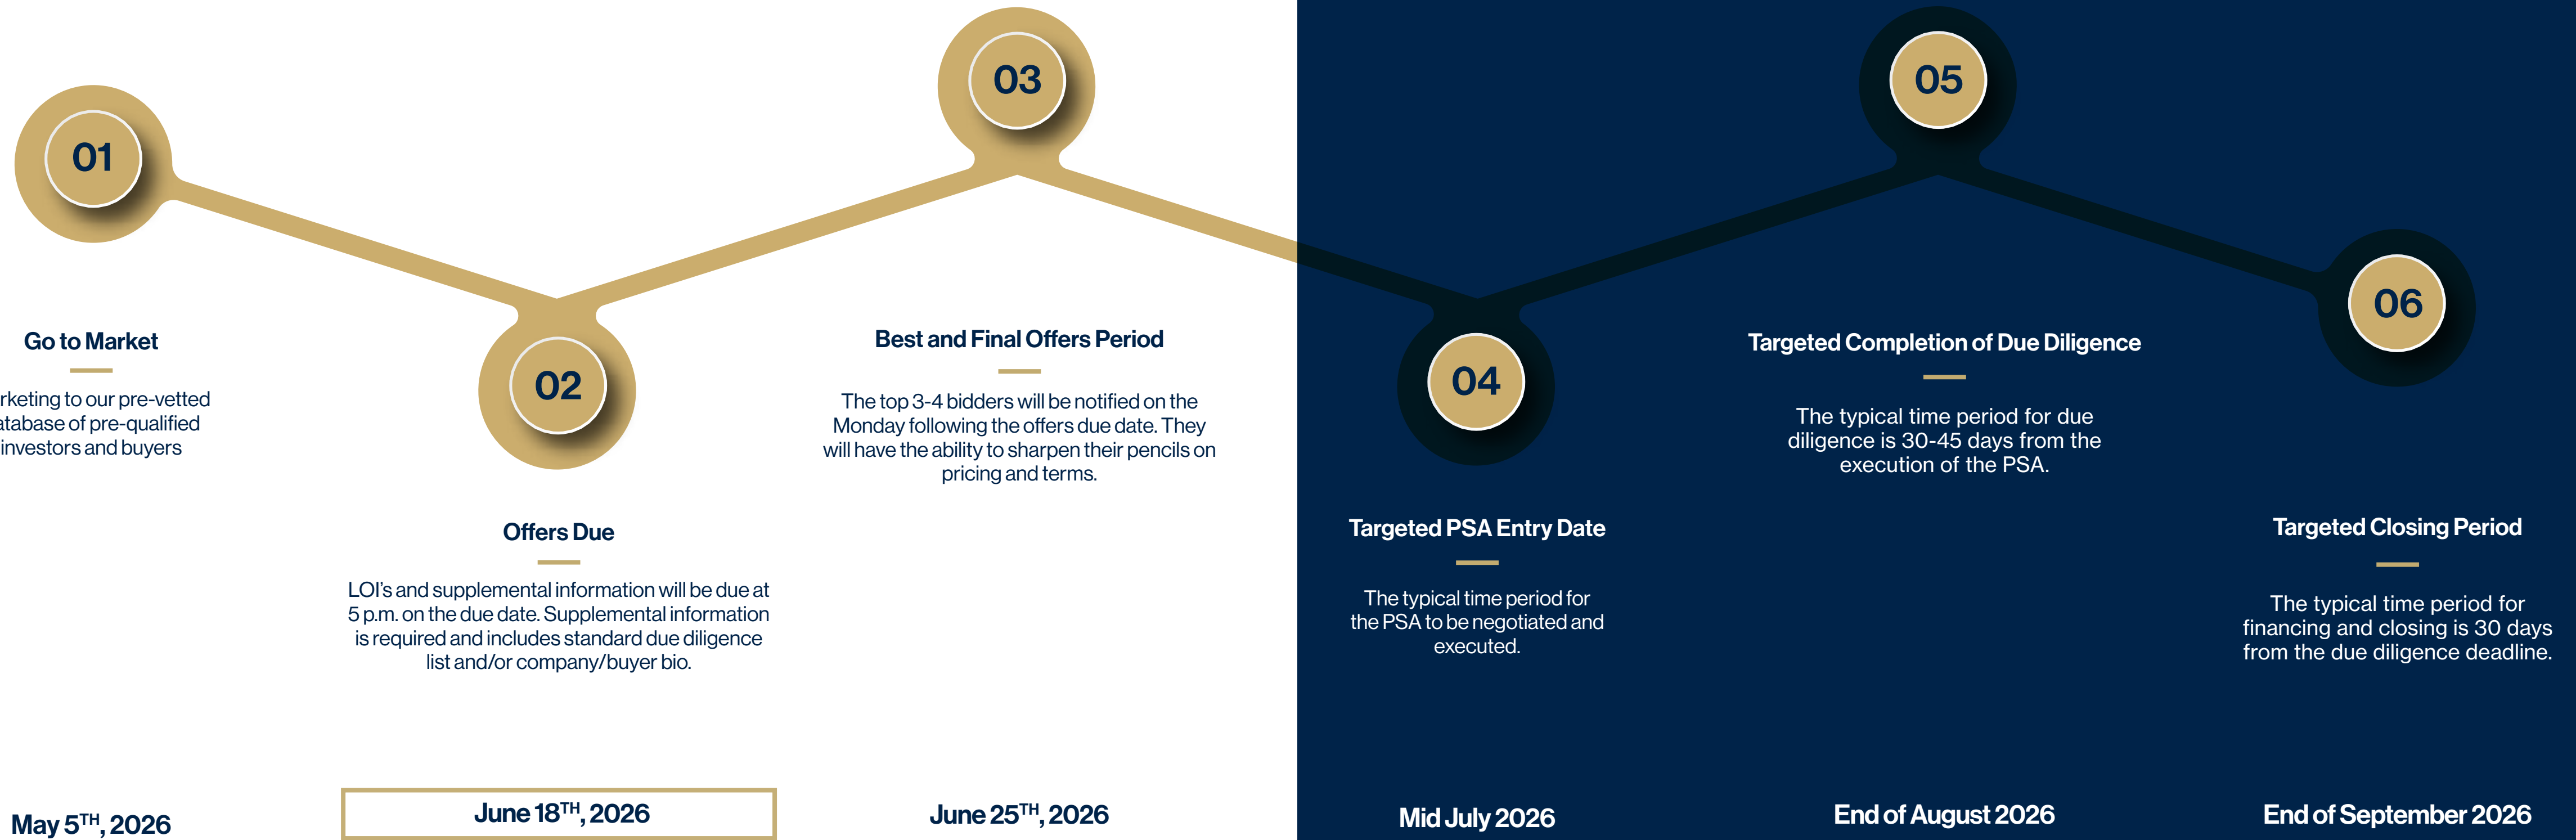 01
Go to Market
rketing to our pre-vetted
atabase of pre-qualified
investors and buyers
May 5TH, 2026
02
Offers Due
LOI's and supplemental information will be due at
5 p.m. on the due date. Supplemental information
is required and includes standard due diligence
list and/or company/buyer bio.
June 18TH, 2026
03
Best and Final Offers Period
The top 3-4 bidders will be notified on the
Monday following the offers due date. They
will have the ability to sharpen their pencils on
pricing and terms.
June 25TH, 2026
04
Targeted PSA Entry Date
The typical time period for
the PSA to be negotiated and
executed.
Mid July 2026
05
Targeted Completion of Due Diligence
The typical time period for due
diligence is 30-45 days from the
execution of the PSA.
End of August 2026
06
Targeted Closing Period
The typical time period for
financing and closing is 30 days
from the due diligence deadline.
End of September 2026